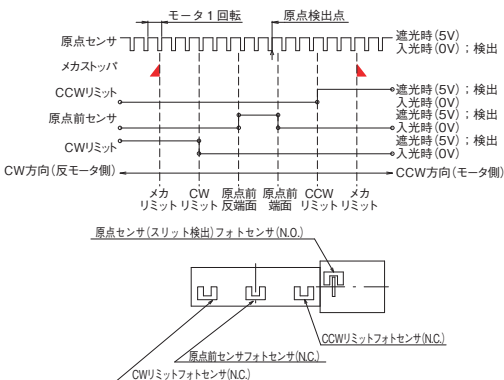 モータ1回転
原点検出点
原点センサ
遮光時(5V)
入光時(0V);検出
メカストッパ
CCWリミット
遮光時(5V);検出
入光時(0V)
原点前センサ
遮光時(5V);検出
入光時(0V)
CWリミット
遮光時(5V);検出
入光時(0V)
CW方向(反モータ側)
CCW方向(モータ側)
メカ
リミット
CW
リミット
原点前
反端面
原点前
端面
CCW
リミット
メカ
リミット
原点センサ(スリット検出)フォトセンサ(N.O.)
CCWリミットフォトセンサ(N.C.)
原点前センサフォトセンサ(N.C.)
CWリミットフォトセンサ(N.C.)